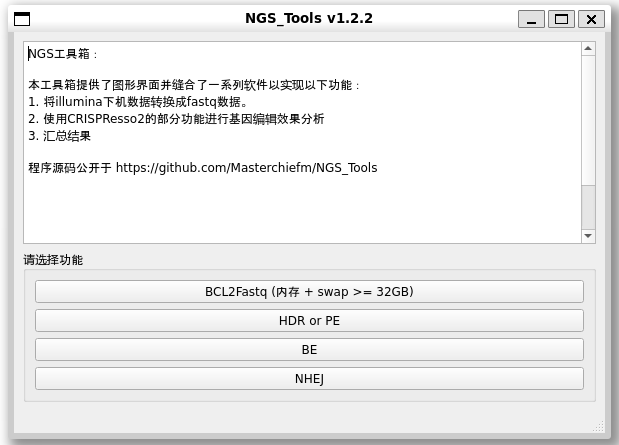 NGS_Tools v1.2.2
NGS工具箱：
本工具箱提供了图形界面并缝合了一系列软件以实现以下功能：
1. 将illumina下机数据转换成fastq数据。
2. 使用CRISPResso2的部分功能进行基因编辑效果分析
3. 汇总结果
程序源码公开于 https://github.com/Masterchiefm/NGS_Tools
请选择功能
BCL2Fastq (内存 + swap >= 32GB)
HDR or PE
BE
NHEJ